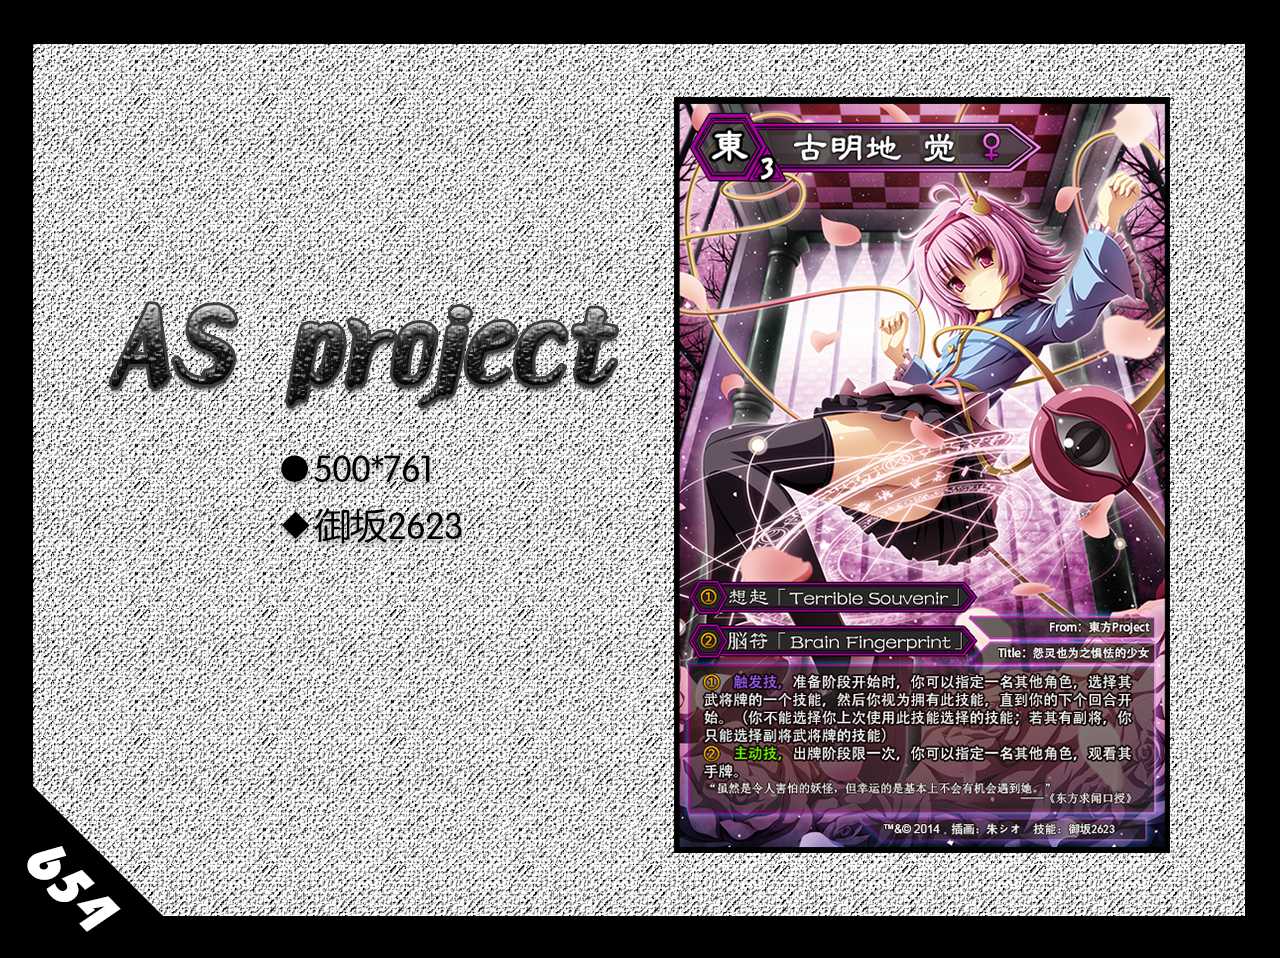 AS project
●500*761
◆御坂2623
654
東 3 古明地 觉 ♀
① 想起「Terrible Souvenir」
② 脳符「Brain Fingerprint」
From：東方Project
Title：怨灵也为之惧怯的少女
① 触发技，准备阶段开始时，你可以指定一名其他角色，选择其
武将牌的一个技能，然后你视为拥有此技能，直到你的下个回合开
始。（你不能选择你上次使用此技能选择的技能；若其有副将，你
只能选择副将武将牌的技能）
② 主动技，出牌阶段限一次，你可以指定一名其他角色，观看其
手牌。
“虽然是令人害怕的妖怪，但幸运的是基本上不会有机会遇到她。”
——《东方求闻口授》
™&© 2014．插画：朱シオ 技能：御坂2623．